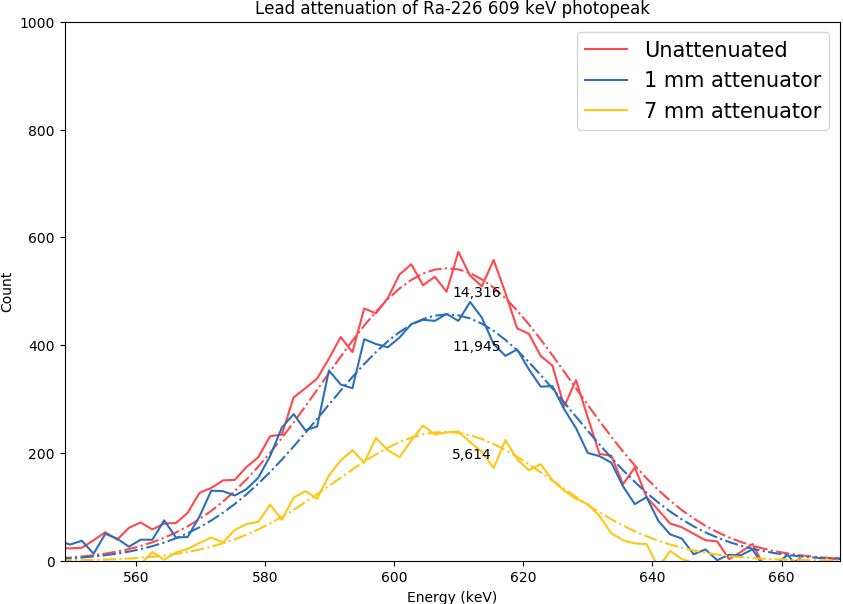 Lead attenuation of Ra-226 609 keV photopeak
1000
800
600
400
200
0
Count
Unattenuated
1 mm attenuator
7 mm attenuator
14,316
11,945
5,614
560
580
600
620
640
660
Energy (keV)